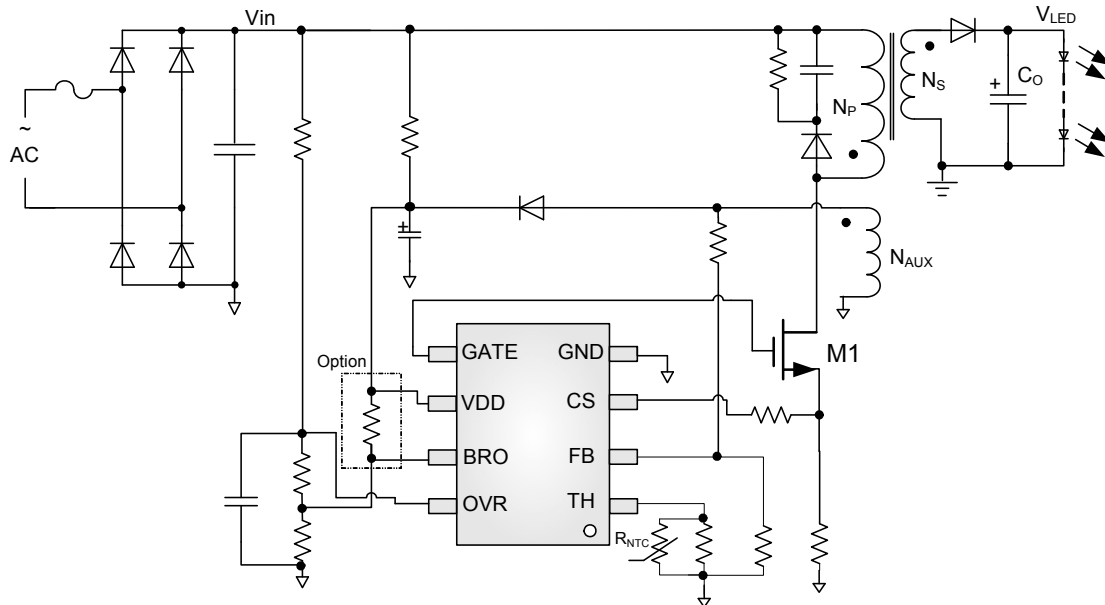 Vin
V_LED
~
AC
+
N_P
N_S
+
C_O
+
N_AUX
Option
GATE
GND
M1
VDD
CS
BRO
FB
OVR
TH
R_NTC